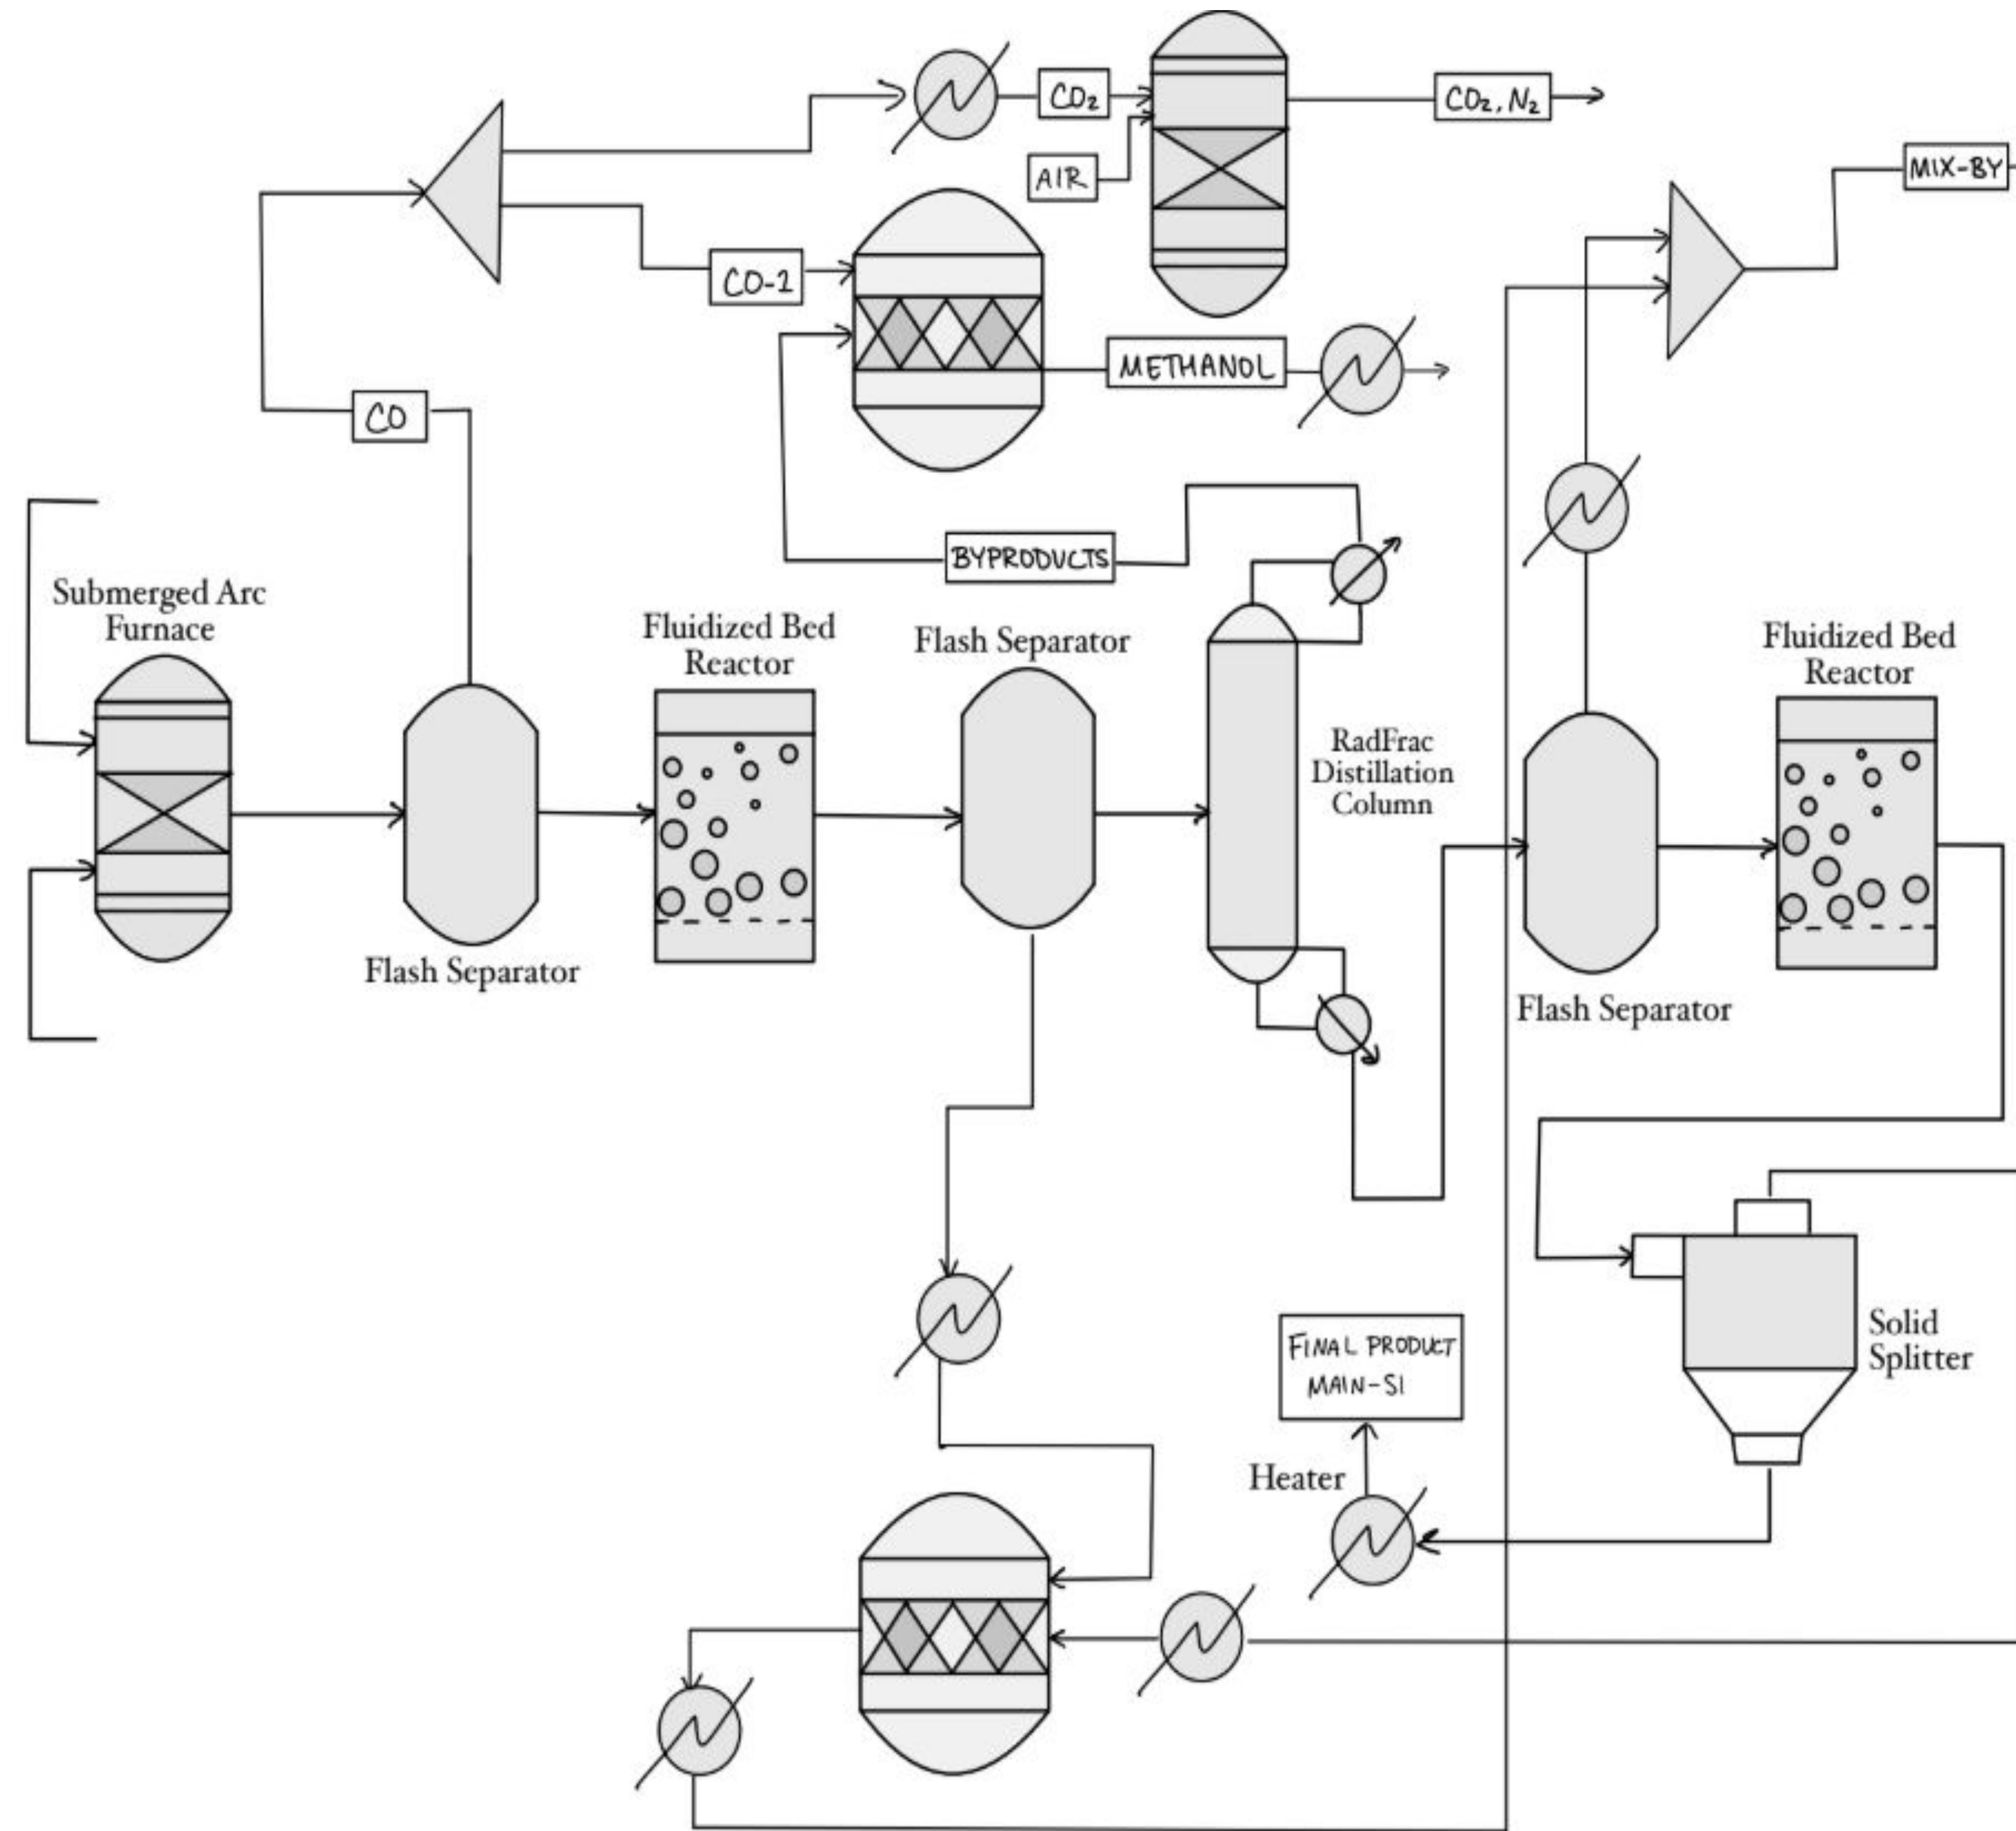 CO₂
CO₂, N₂
AIR
MIX-BY
CO-1
METHANOL
CO
BYPRODUCTS
Submerged Arc
Furnace
Fluidized Bed
Reactor
Flash Separator
Fluidized Bed
Reactor
RadFrac
Distillation
Column
Flash Separator
Flash Separator
FINAL PRODUCT
MAIN-SI
Solid
Splitter
Heater